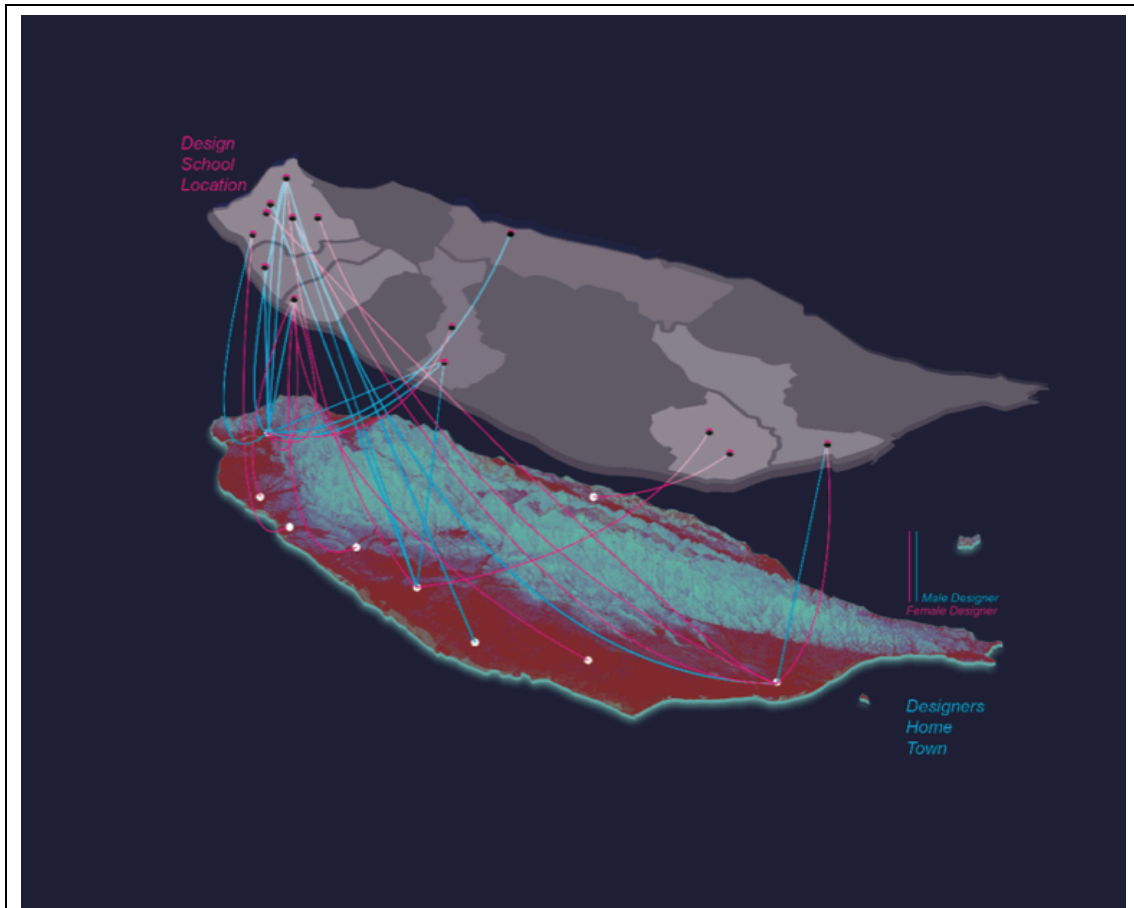 Design
School
Location
Male Designer
Female Designer
Designers
Home
Town